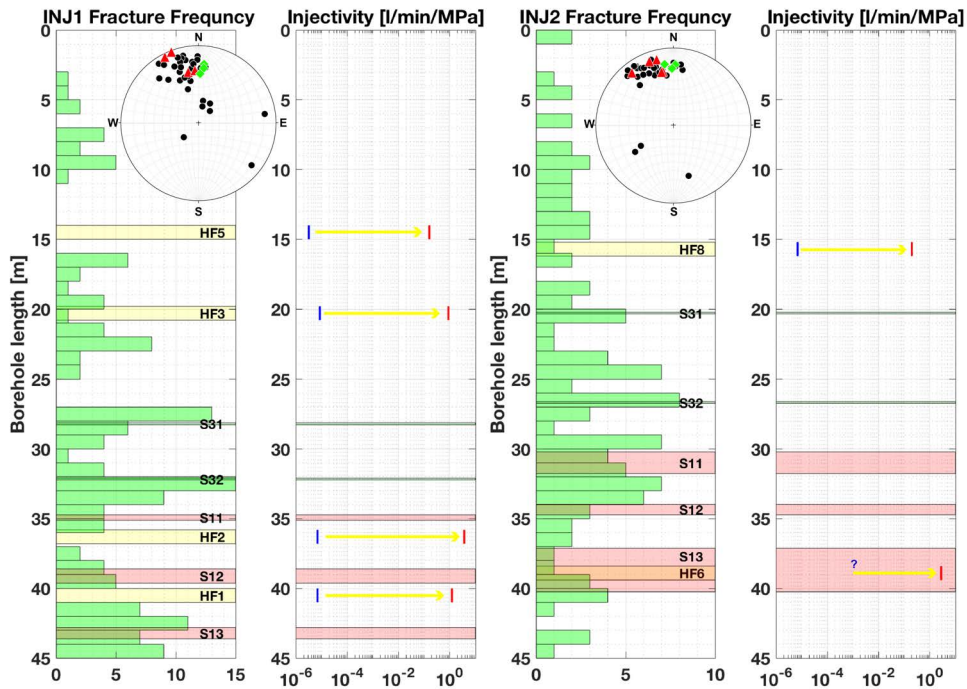 INJ1 Fracture Frequncy
Injectivity [l/min/MPa]
INJ2 Fracture Frequncy
Injectivity [l/min/MPa]
Borehole length [m]
0
5
10
15
20
25
30
35
40
45
N
W
E
S
HF5
HF3
S31
S32
S11
HF2
S12
HF1
S13
0
5
10
15
10^-6
10^-4
10^-2
10^0
Borehole length [m]
0
5
10
15
20
25
30
35
40
45
N
W
E
S
HF8
S31
S32
S11
S12
S13
HF6
0
5
10
?
10^-6
10^-4
10^-2
10^0